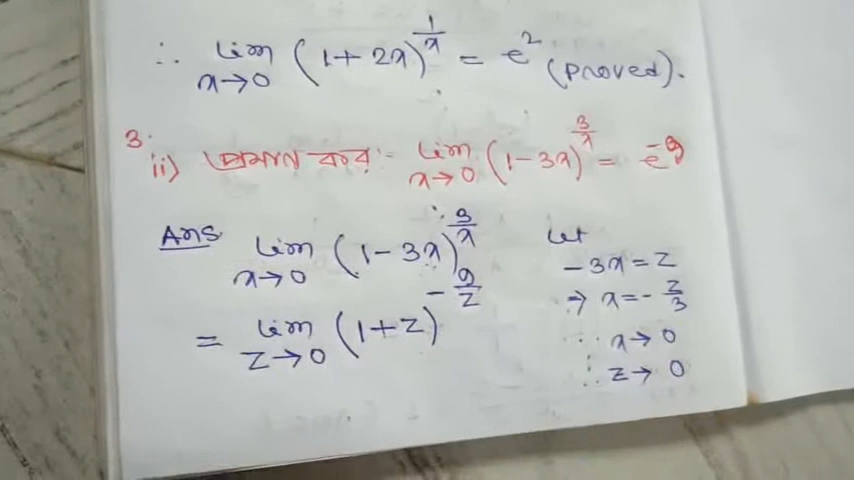 ∴ lim x→0 (1+2x)^(1/x) = e^2 (Proved).
3.
ii) প্রমাণ কর:- lim x→0 (1-3x)^(3/x) = e^-9
Ans lim x→0 (1-3x)^(3/x)
= lim z→0 (1+z)^(-9/z)
Let
-3x = z
⇒ x = -z/3
∴ x→0
∴ z→0